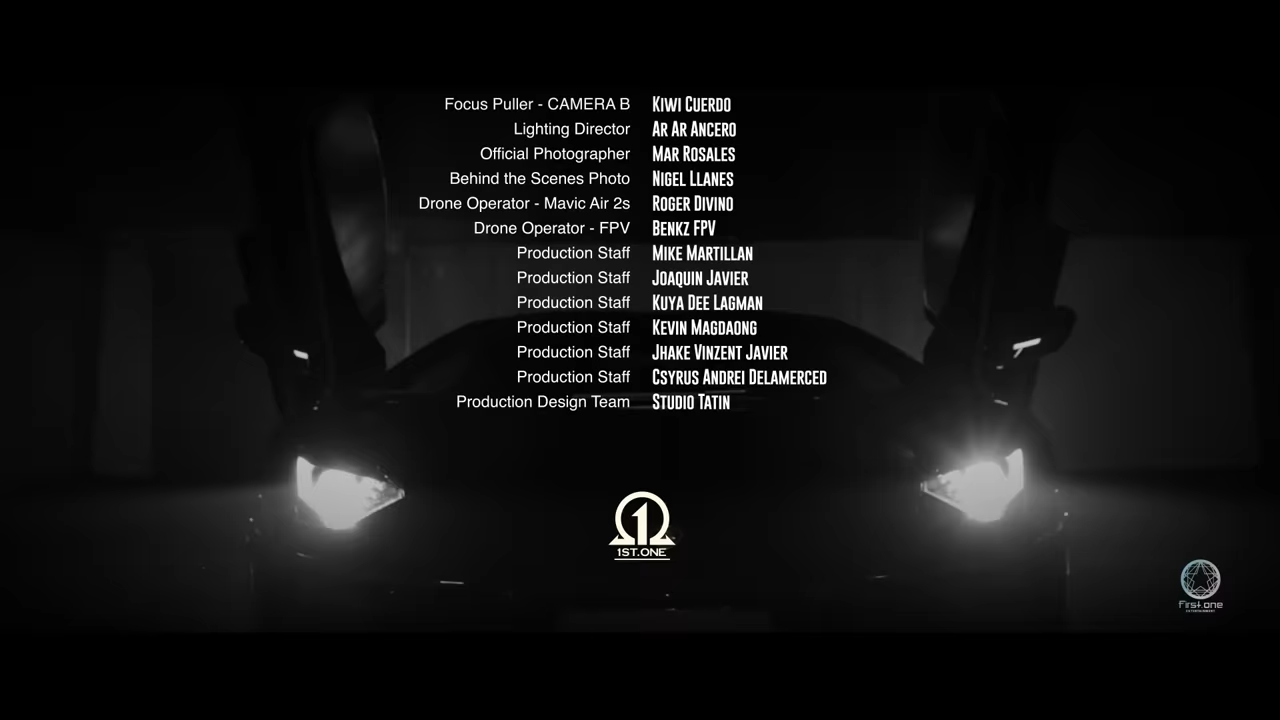 Focus Puller - CAMERA B KIWI CUERDO
Lighting Director AR AR ANCERO
Official Photographer MAR ROSALES
Behind the Scenes Photo NIGEL LLANES
Drone Operator - Mavic Air 2s ROGER DIVINO
Drone Operator - FPV BENKZ FPV
Production Staff MIKE MARTILLAN
Production Staff JOAQUIN JAVIER
Production Staff KUYA DEE LAGMAN
Production Staff KEVIN MAGDAONG
Production Staff JHAKE VINZENT JAVIER
Production Staff CSYRUS ANDREI DELAMERCED
Production Design Team STUDIO TATIN
1
1ST.ONE
First.one
ENTERTAINMENT